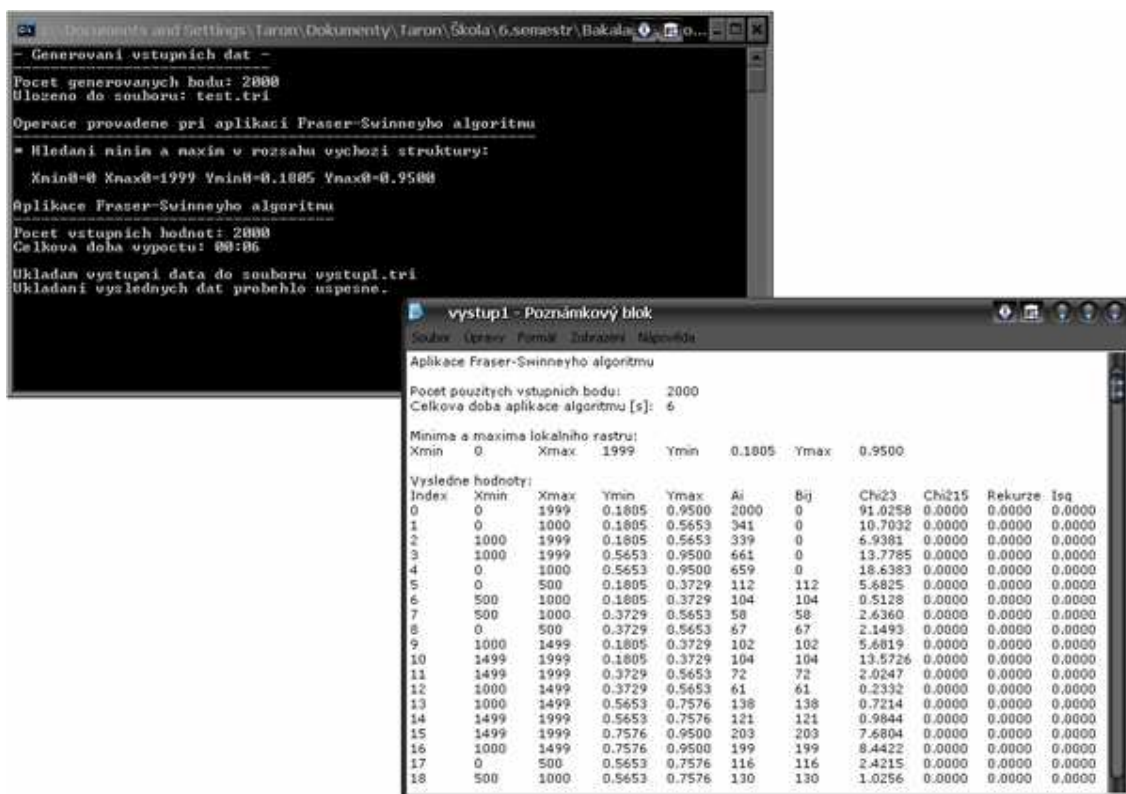 Documents and Settings\Taron\Dokumenty\Taron\Škola\6.semestr\Bakala
- Generovani vstupnich dat -
Pocet generovanych bodu: 2000
Ulozeno do souboru: test.tri
Operace provadene pri aplikaci Fraser-Swinneyho algoritmu
* Hledani minim a maxim v rozsahu vychozi struktury:
Xmin0=0 Xmax0=1999 Ymin0=0.1805 Ymax0=0.9500
Aplikace Fraser-Swinneyho algoritmu
Pocet vstupnich hodnot: 2000
Celkova doba vypoctu: 00:06
Ukladam vystupni data do souboru vystup1.tri
Ukladani vyslednych dat probehlo uspesne.
vystup1 - Poznámkový blok
Soubor Úpravy Formát Zobrazení Nápověda
Aplikace Fraser-Swinneyho algoritmu
Pocet pouzitych vstupnich bodu: 2000
Celkova doba aplikace algoritmu [s]: 6
Minima a maxima lokalniho rastru:
Xmin 0 Xmax 1999 Ymin 0.1805 Ymax 0.9500
Vysledne hodnoty:
Index Xmin Xmax Ymin Ymax Ai Bij Chi23 Chi215 Rekurze Isq
0 0 1999 0.1805 0.9500 2000 0 91.0258 0.0000 0.0000 0.0000
1 0 1000 0.1805 0.5653 341 0 10.7032 0.0000 0.0000 0.0000
2 1000 1999 0.1805 0.5653 339 0 6.9381 0.0000 0.0000 0.0000
3 1000 1999 0.5653 0.9500 661 0 13.7785 0.0000 0.0000 0.0000
4 0 1000 0.5653 0.9500 659 0 18.6383 0.0000 0.0000 0.0000
5 0 500 0.1805 0.3729 112 112 5.6825 0.0000 0.0000 0.0000
6 500 1000 0.1805 0.3729 104 104 0.5128 0.0000 0.0000 0.0000
7 500 1000 0.3729 0.5653 58 58 2.6360 0.0000 0.0000 0.0000
8 0 500 0.3729 0.5653 67 67 2.1493 0.0000 0.0000 0.0000
9 1000 1499 0.1805 0.3729 102 102 5.6819 0.0000 0.0000 0.0000
10 1499 1999 0.1805 0.3729 104 104 13.5726 0.0000 0.0000 0.0000
11 1499 1999 0.3729 0.5653 72 72 2.0247 0.0000 0.0000 0.0000
12 1000 1499 0.3729 0.5653 61 61 0.2332 0.0000 0.0000 0.0000
13 1000 1499 0.5653 0.7576 138 138 0.7214 0.0000 0.0000 0.0000
14 1499 1999 0.5653 0.7576 121 121 0.9844 0.0000 0.0000 0.0000
15 1499 1999 0.7576 0.9500 203 203 7.6804 0.0000 0.0000 0.0000
16 1000 1499 0.7576 0.9500 199 199 8.4422 0.0000 0.0000 0.0000
17 0 500 0.5653 0.7576 116 116 2.4215 0.0000 0.0000 0.0000
18 500 1000 0.5653 0.7576 130 130 1.0256 0.0000 0.0000 0.0000